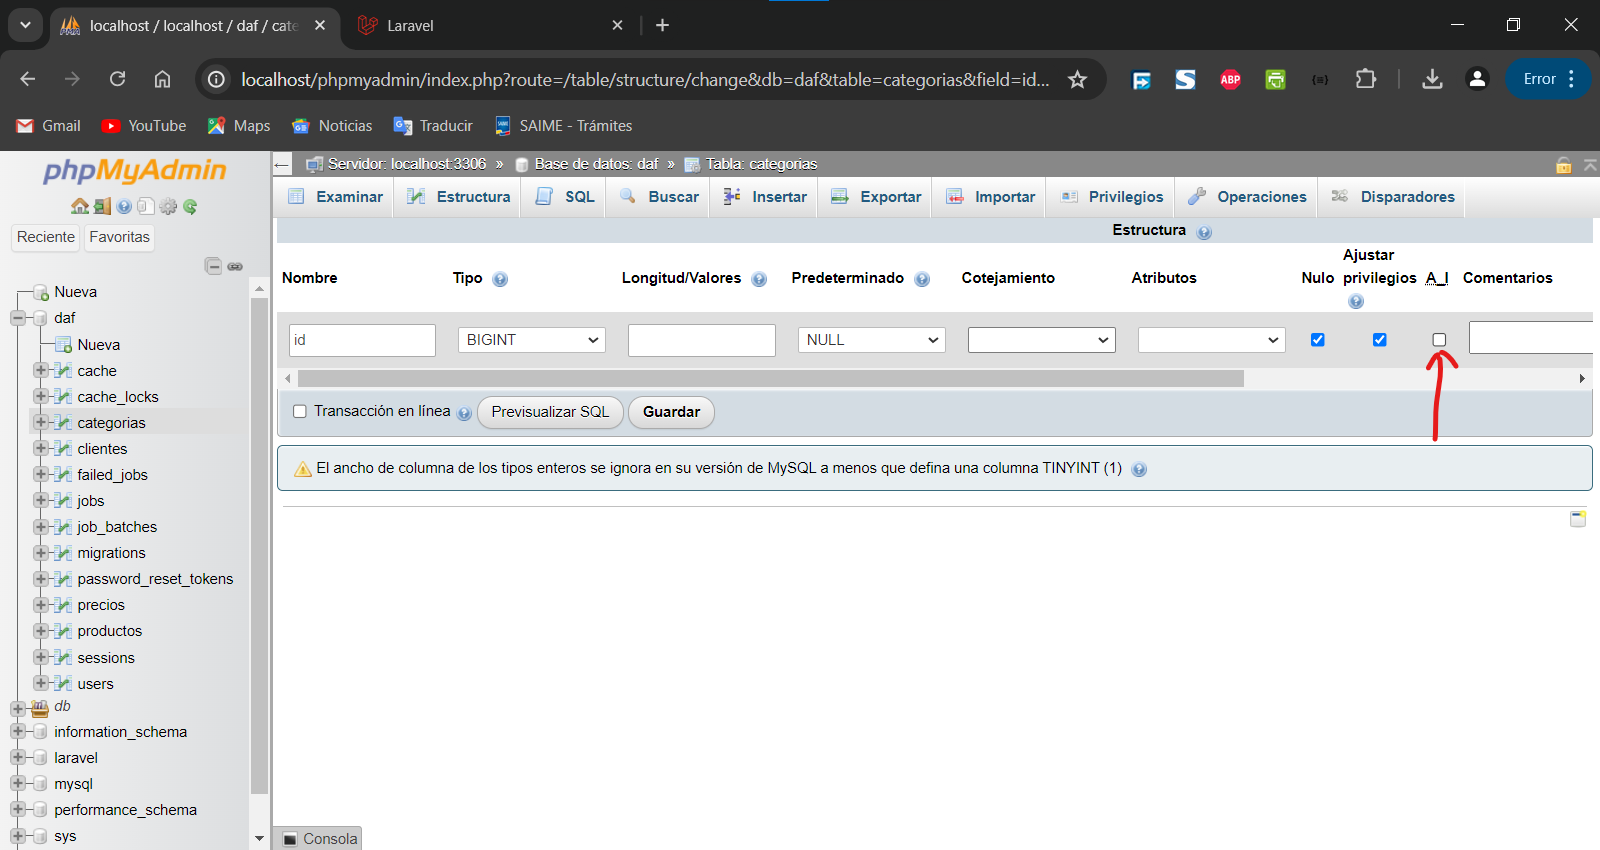 localhost / localhost / daf / cate
Laravel
localhost/phpmyadmin/index.php?route=/table/structure/change&db=daf&table=categorias&field=id...
ABP
Error
Gmail
YouTube
Maps
Noticias
Traducir
SAIME - Trámites
phpMyAdmin
Reciente
Favoritas
Nueva
daf
Nueva
cache
cache_locks
categorias
clientes
failed_jobs
jobs
job_batches
migrations
password_reset_tokens
precios
productos
sessions
users
db
information_schema
laravel
mysql
performance_schema
sys
Servidor: localhost:3306 » Base de datos: daf » Tabla: categorias
Examinar
Estructura
SQL
Buscar
Insertar
Exportar
Importar
Privilegios
Operaciones
Disparadores
Estructura
Nombre
Tipo
Longitud/Valores
Predeterminado
Cotejamiento
Atributos
Nulo
Ajustar
privilegios
A_I
Comentarios
id
BIGINT
NULL
Transacción en línea
Previsualizar SQL
Guardar
El ancho de columna de los tipos enteros se ignora en su versión de MySQL a menos que defina una columna TINYINT (1)
Consola